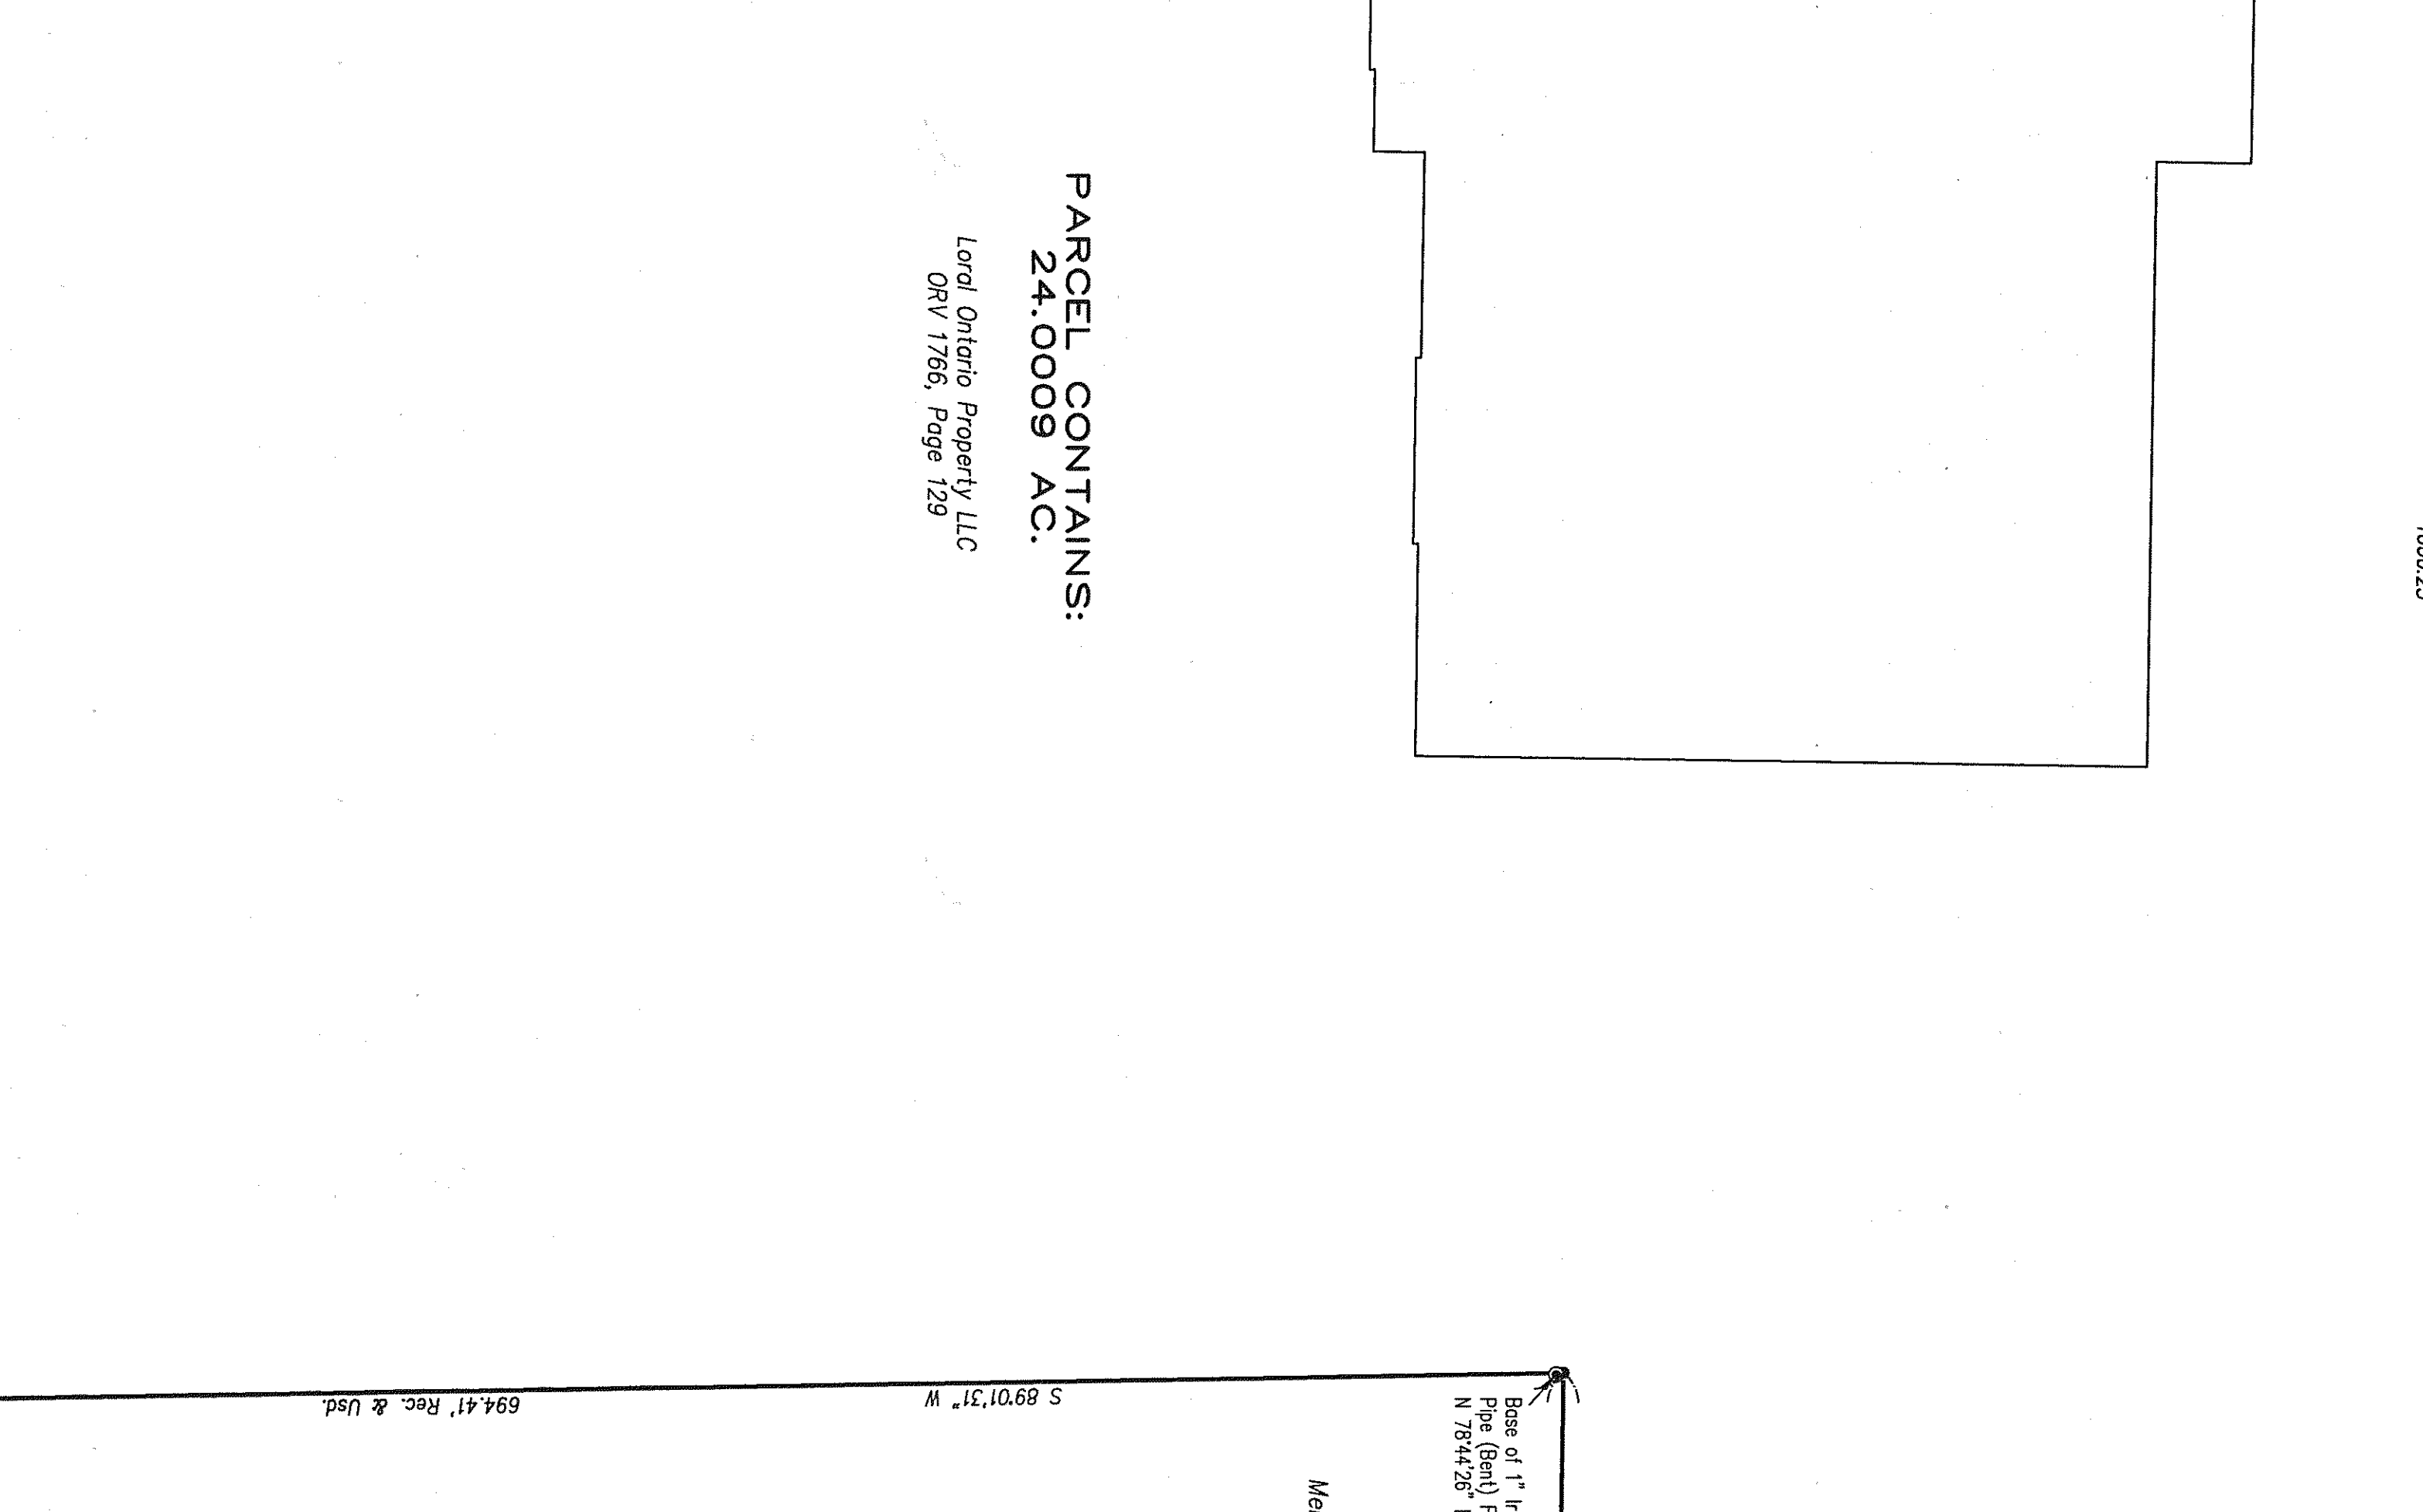 PARCEL CONTAINS:
24.0009 AC.
Loral Ontario Property LLC
ORV 1766, Page 129
S 89°01'31" W
694.41' Rec. & Usd.
Base of 1"
Pipe (Bent)
N 78°44'26"